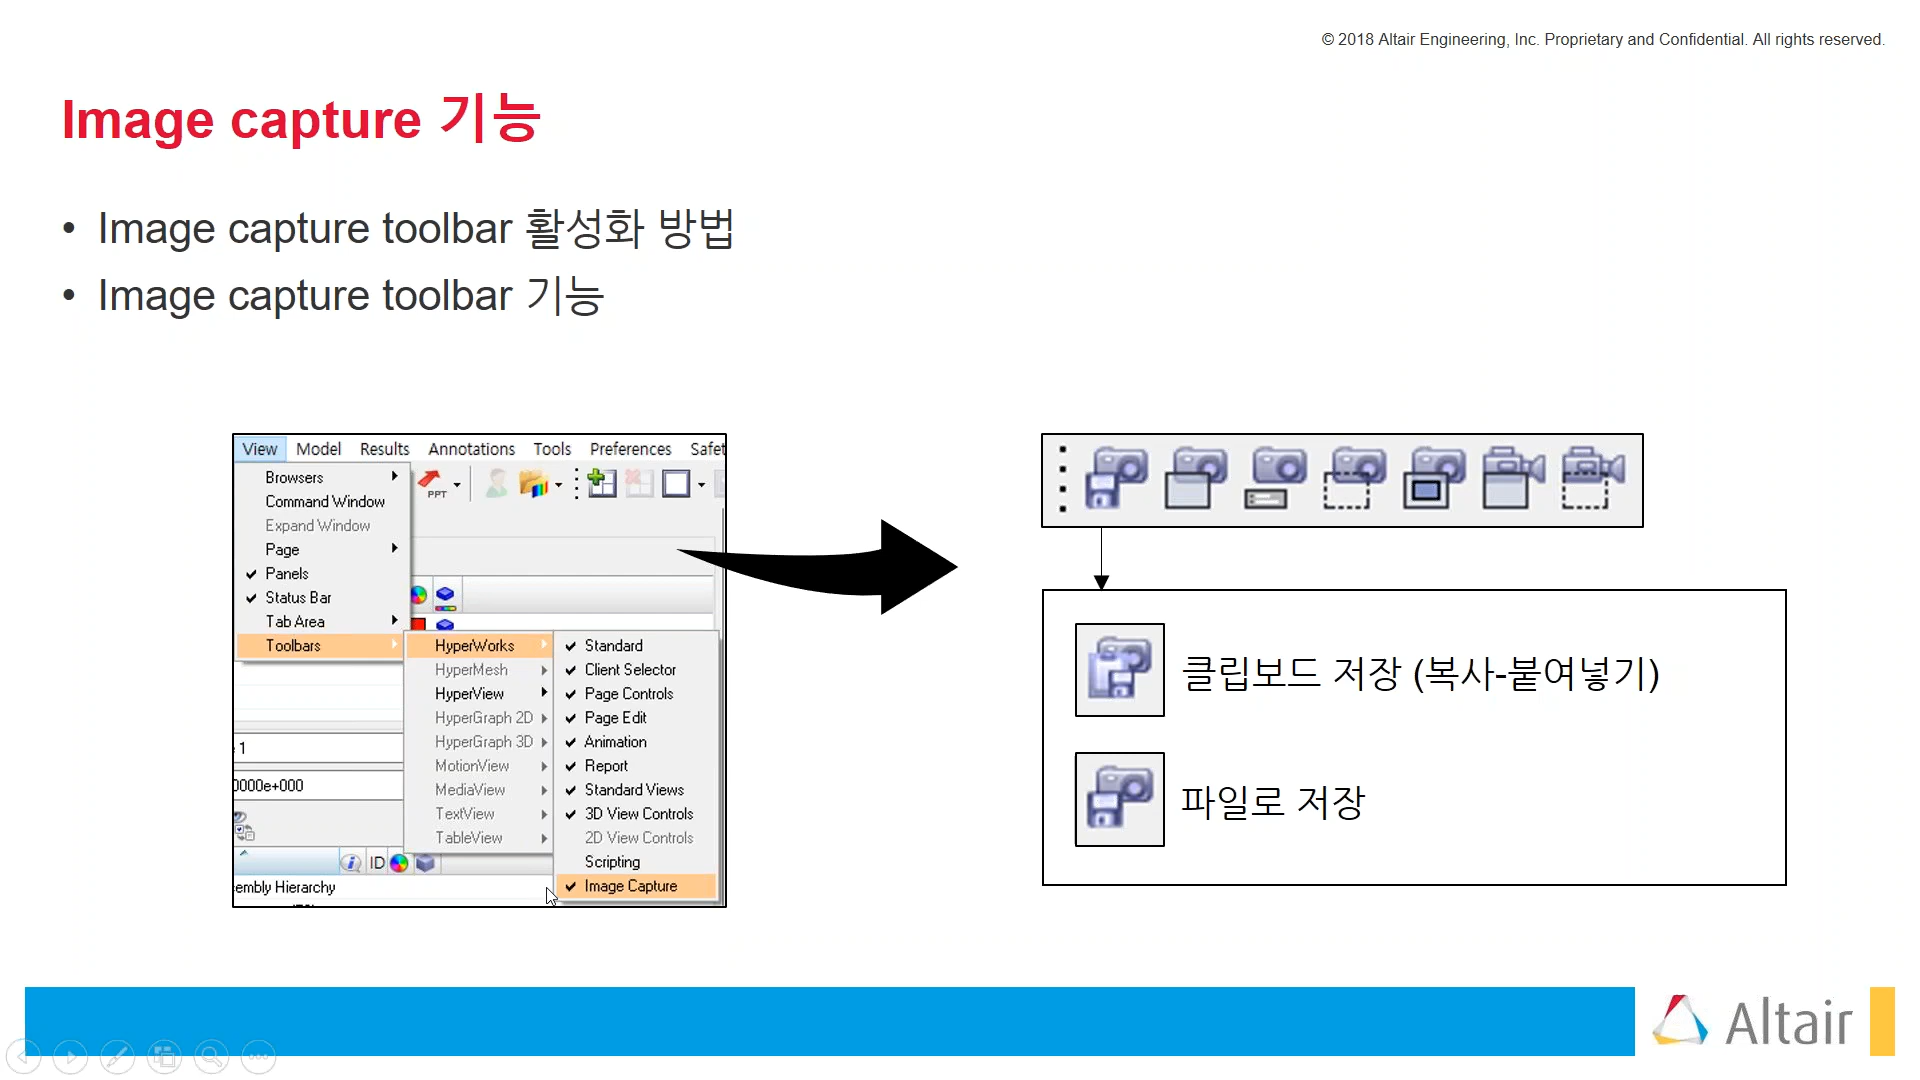 © 2018 Altair Engineering, Inc. Proprietary and Confidential. All rights reserved.
Image capture 기능
• Image capture toolbar 활성화 방법
• Image capture toolbar 기능
View Model Results Annotations Tools Preferences Safet
Browsers
Command Window
Expand Window
Page
Panels
Status Bar
Tab Area
Toolbars
PPT
HyperWorks
HyperMesh
HyperView
HyperGraph 2D
HyperGraph 3D
MotionView
MediaView
TextView
TableView
Standard
Client Selector
Page Controls
Page Edit
Animation
Report
Standard Views
3D View Controls
2D View Controls
Scripting
Image Capture
1
0000e+000
ID
embly Hierarchy
클립보드 저장 (복사-붙여넣기)
파일로 저장
Altair